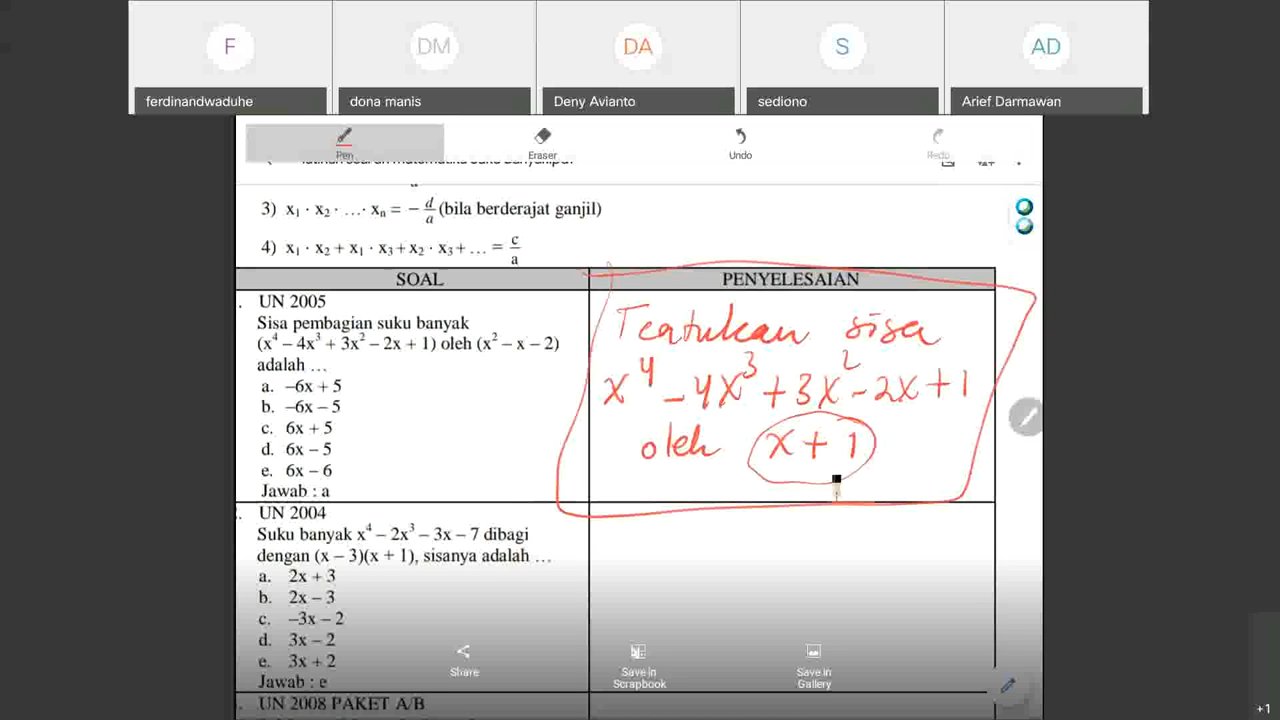 F
DM
DA
S
AD
ferdinandwaduhe
dona manis
Deny Avianto
sediono
Arief Darmawan
Pen
Eraser
Undo
Redo
3) x₁ · x₂ · …· xₙ = − d/a (bila berderajat ganjil)
4) x₁ · x₂ + x₁ · x₃ + x₂ · x₃ + … = c/a
SOAL
PENYELESAIAN
. UN 2005
Sisa pembagian suku banyak
(x⁴ – 4x³ + 3x² – 2x + 1) oleh (x² – x – 2)
adalah …
a. –6x + 5
b. –6x – 5
c. 6x + 5
d. 6x – 5
e. 6x – 6
Jawab : a
Tentukan sisa
x⁴ - 4x³ + 3x² - 2x + 1
oleh x + 1
. UN 2004
Suku banyak x⁴ – 2x³ – 3x – 7 dibagi
dengan (x – 3)(x + 1), sisanya adalah …
a. 2x + 3
b. 2x – 3
c. –3x – 2
d. 3x – 2
e. 3x + 2
Jawab : e
. UN 2008 PAKET A/B
Share
Save in
Scrapbook
Save in
Gallery
+1